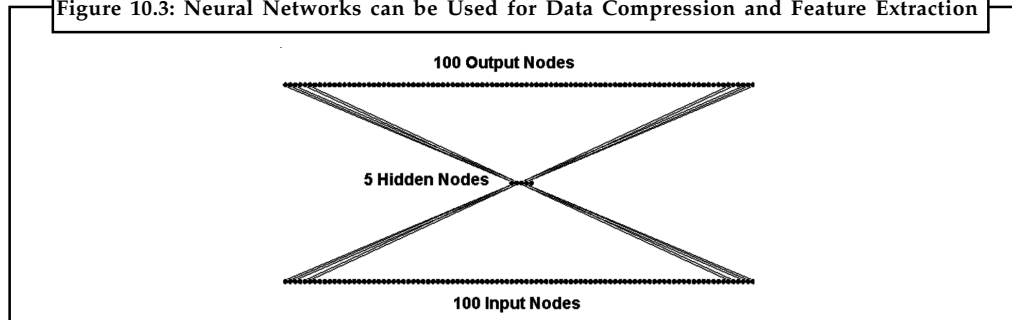 Figure 10.3: Neural Networks can be Used for Data Compression and Feature Extraction
100 Output Nodes
5 Hidden Nodes
100 Input Nodes